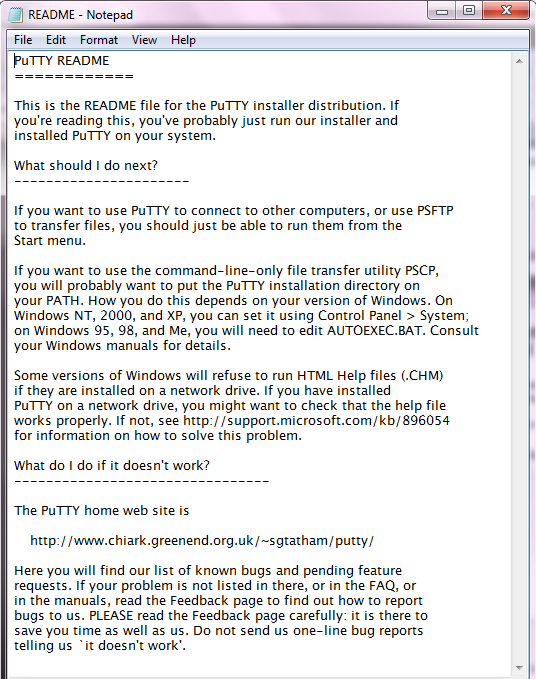 README - Notepad
File Edit Format View Help
PuTTY README
============
This is the README file for the PuTTY installer distribution. If
you're reading this, you've probably just run our installer and
installed PuTTY on your system.
What should I do next?
----------------------
If you want to use PuTTY to connect to other computers, or use PSFTP
to transfer files, you should just be able to run them from the
Start menu.
If you want to use the command-line-only file transfer utility PSCP,
you will probably want to put the PuTTY installation directory on
your PATH. How you do this depends on your version of Windows. On
Windows NT, 2000, and XP, you can set it using Control Panel > System;
on Windows 95, 98, and Me, you will need to edit AUTOEXEC.BAT. Consult
your Windows manuals for details.
Some versions of Windows will refuse to run HTML Help files (.CHM)
if they are installed on a network drive. If you have installed
PuTTY on a network drive, you might want to check that the help file
works properly. If not, see http://support.microsoft.com/kb/896054
for information on how to solve this problem.
What do I do if it doesn't work?
--------------------------------
The PuTTY home web site is
http://www.chiark.greenend.org.uk/~sgtatham/putty/
Here you will find our list of known bugs and pending feature
requests. If your problem is not listed in there, or in the FAQ, or
in the manuals, read the Feedback page to find out how to report
bugs to us. PLEASE read the Feedback page carefully: it is there to
save you time as well as us. Do not send us one-line bug reports
telling us `it doesn't work'.